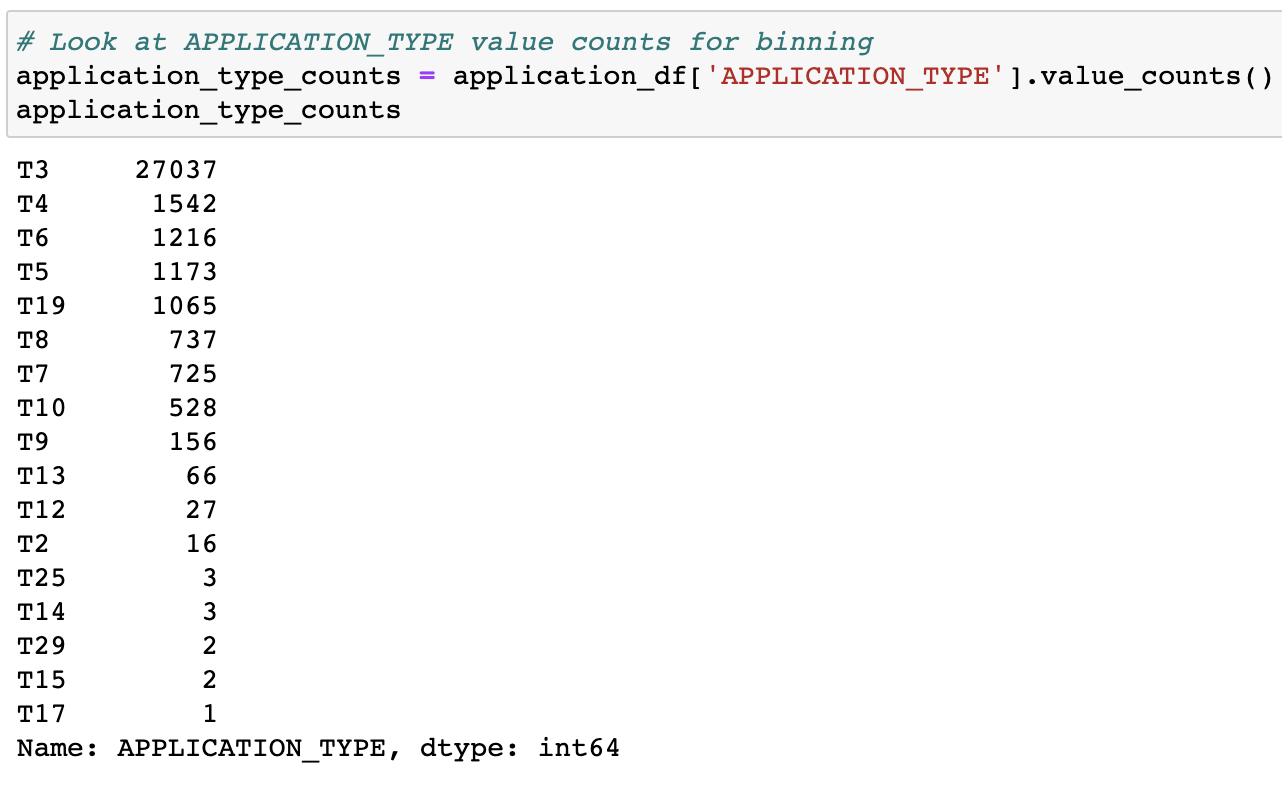 # Look at APPLICATION_TYPE value counts for binning
application_type_counts = application_df['APPLICATION_TYPE'].value_counts()
application_type_counts
T3     27037
T4      1542
T6      1216
T5      1173
T19     1065
T8       737
T7       725
T10      528
T9       156
T13       66
T12       27
T2        16
T25        3
T14        3
T29        2
T15        2
T17        1
Name: APPLICATION_TYPE, dtype: int64